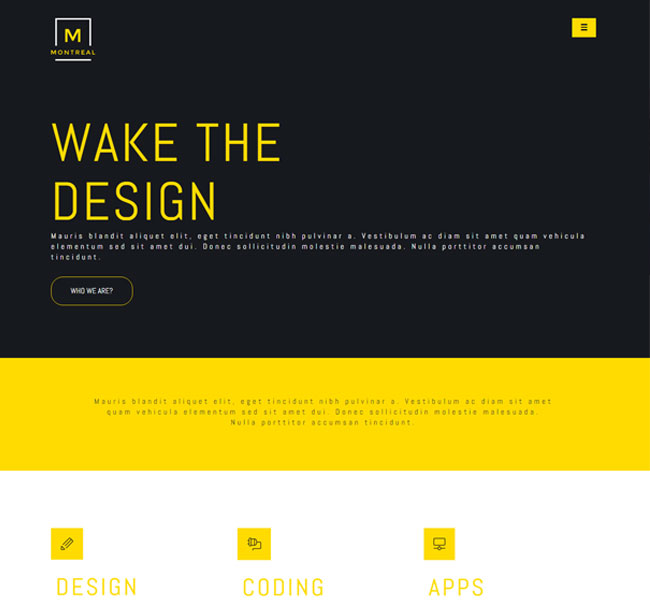 M
MONTREAL
WAKE THE
DESIGN
Mauris blandit aliquet elit, eget tincidunt nibh pulvinar a. Vestibulum ac diam sit amet quam vehicula
elementum sed sit amet dui. Donec sollicitudin molestie malesuada. Nulla porttitor accumsan
tincidunt.
WHO WE ARE?
Mauris blandit aliquet elit, eget tincidunt nibh pulvinar a. Vestibulum ac diam sit amet
quam vehicula elementum sed sit amet dui. Donec sollicitudin molestie malesuada.
Nulla porttitor accumsan tincidunt.
DESIGN CODING APPS